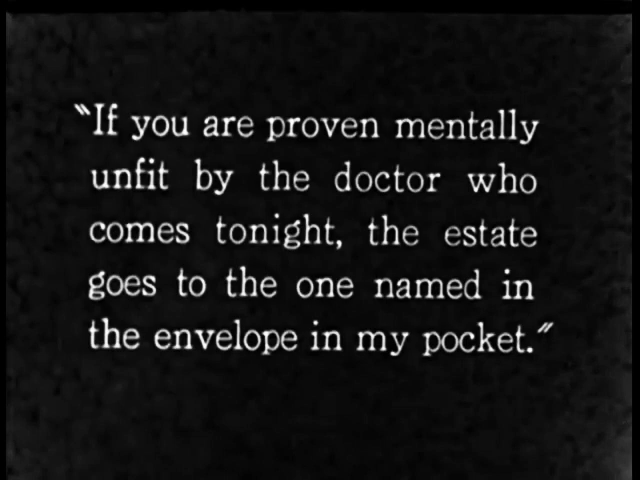 "If you are proven mentally
unfit by the doctor who
comes tonight, the estate
goes to the one named in
the envelope in my pocket."